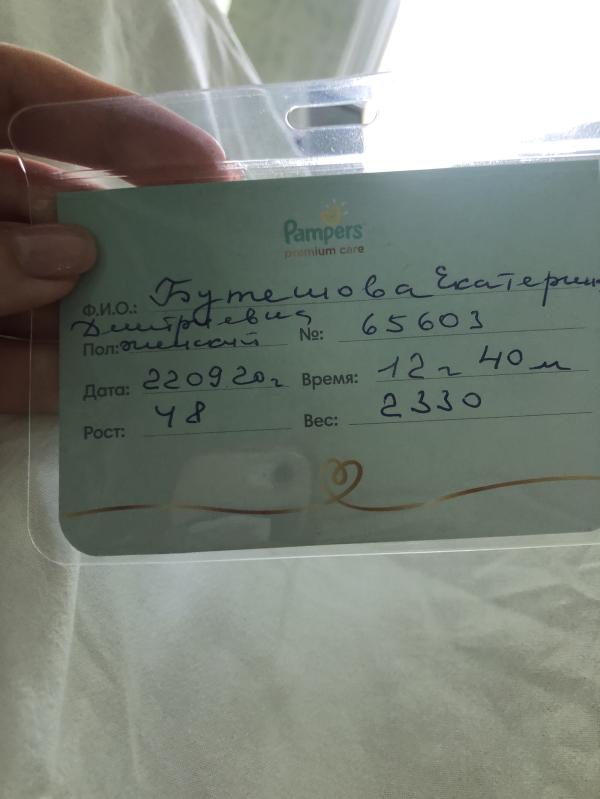 Pampers
premium care
Ф.И.О.: Бутешова Екатерин
Дмитриевна
Пол: женский №: 65603
Дата: 220920г Время: 12ч 40м
Рост: 48 Вес: 2330